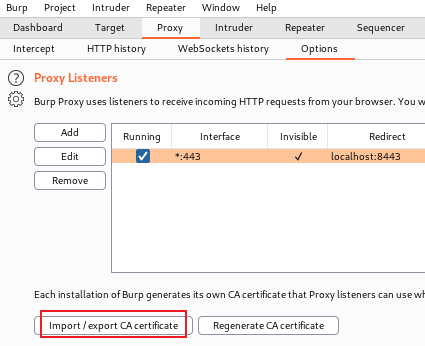 Burp Project Intruder Repeater Window Help
Dashboard Target Proxy Intruder Repeater Sequencer
Intercept HTTP history WebSockets history Options
? Proxy Listeners
Burp Proxy uses listeners to receive incoming HTTP requests from your browser. You w
Add
Running Interface Invisible Redirect
Edit
*:443 ✓ localhost:8443
Remove
Each installation of Burp generates its own CA certificate that Proxy listeners can use wh
Import / export CA certificate Regenerate CA certificate